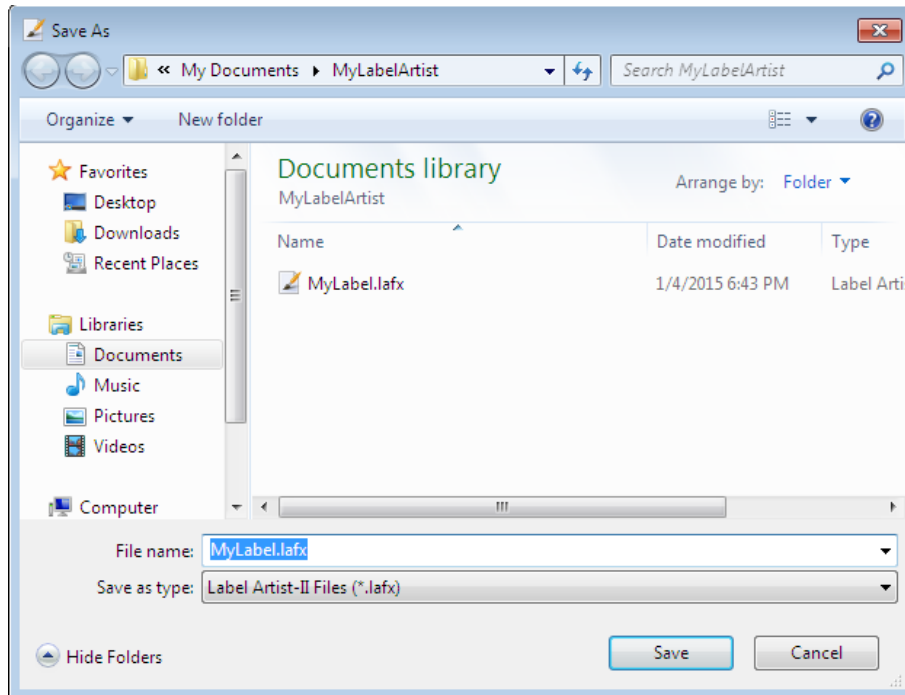 Save As
« My Documents ▸ MyLabelArtist
Search MyLabelArtist
Organize
New folder
Favorites
Desktop
Downloads
Recent Places
Libraries
Documents
Music
Pictures
Videos
Computer
Documents library
MyLabelArtist
Arrange by: Folder
Name Date modified Type
MyLabel.lafx 1/4/2015 6:43 PM Label Arti
File name: MyLabel.lafx
Save as type: Label Artist-II Files (*.lafx)
Hide Folders
Save
Cancel